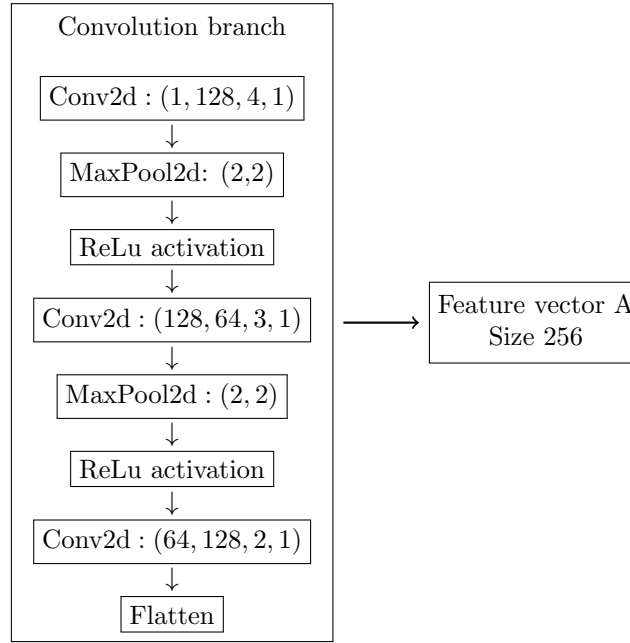 Convolution branch
Conv2d : (1, 128, 4, 1)
↓
MaxPool2d: (2,2)
↓
ReLu activation
↓
Conv2d : (128, 64, 3, 1)
↓
MaxPool2d : (2, 2)
↓
ReLu activation
↓
Conv2d : (64, 128, 2, 1)
↓
Flatten
Feature vector A
Size 256